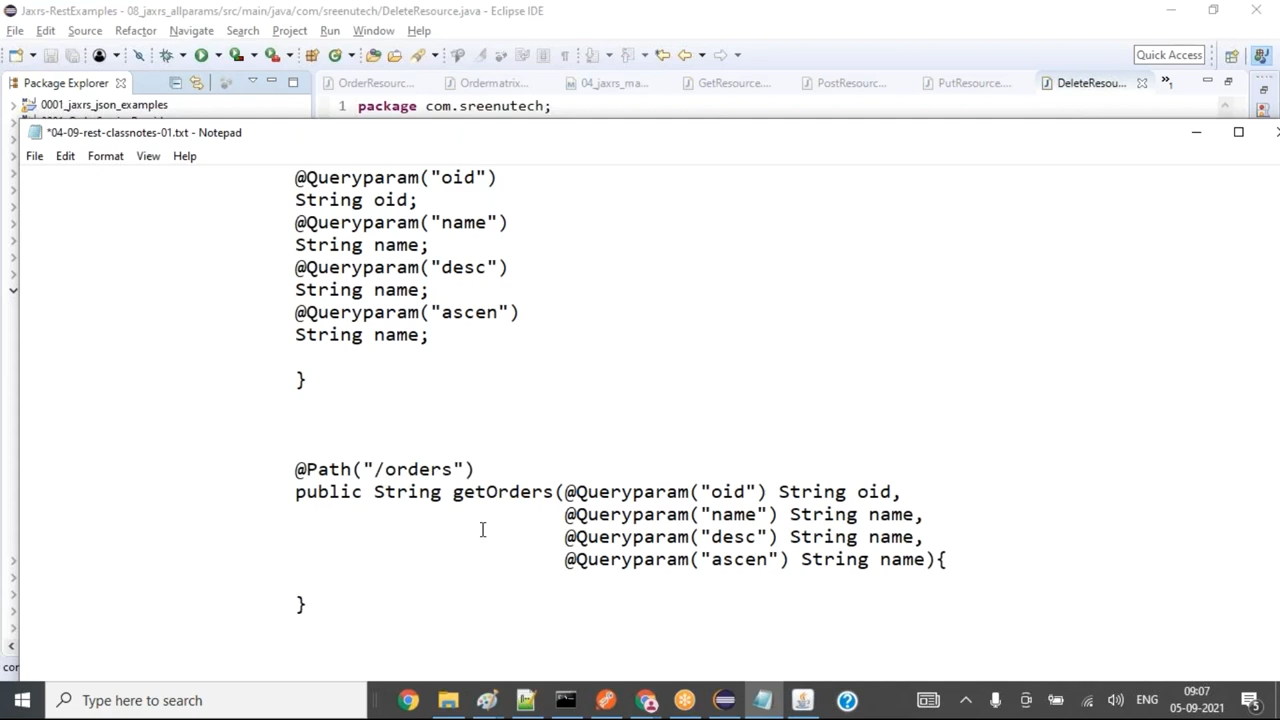 Jaxrs-RestExamples - 08_jaxrs_allparams/src/main/java/com/sreenutech/DeleteResource.java - Eclipse IDE
File Edit Source Refactor Navigate Search Project Run Window Help
Quick Access
Package Explorer
OrderResourc... Ordermatrix... 04_jaxrs_ma... GetResource... PostResourc... PutResource... DeleteResou... »1
0001_jaxrs_json_examples
1 package com.sreenutech;
*04-09-rest-classnotes-01.txt - Notepad
File Edit Format View Help
@Queryparam("oid")
String oid;
@Queryparam("name")
String name;
@Queryparam("desc")
String name;
@Queryparam("ascen")
String name;
}
@Path("/orders")
public String getOrders(@Queryparam("oid") String oid,
@Queryparam("name") String name,
@Queryparam("desc") String name,
@Queryparam("ascen") String name){
}
cor
Type here to search
ENG
09:07
05-09-2021
5